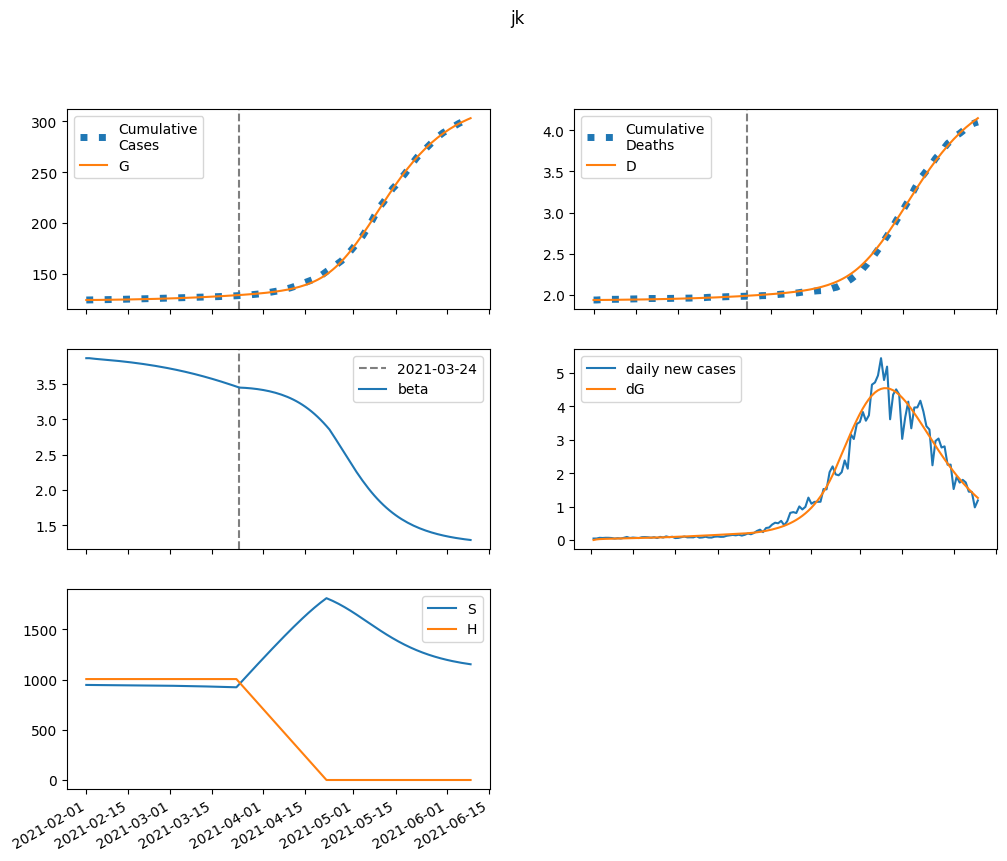 jk
300
250
200
150
Cumulative
Cases
G
4.0
3.5
3.0
2.5
2.0
Cumulative
Deaths
D
3.5
3.0
2.5
2.0
1.5
2021-03-24
beta
5
4
3
2
1
0
daily new cases
dG
1500
1000
500
0
S
H
2021-02-01
2021-02-15
2021-03-01
2021-03-15
2021-04-01
2021-04-15
2021-05-01
2021-05-15
2021-06-01
2021-06-15